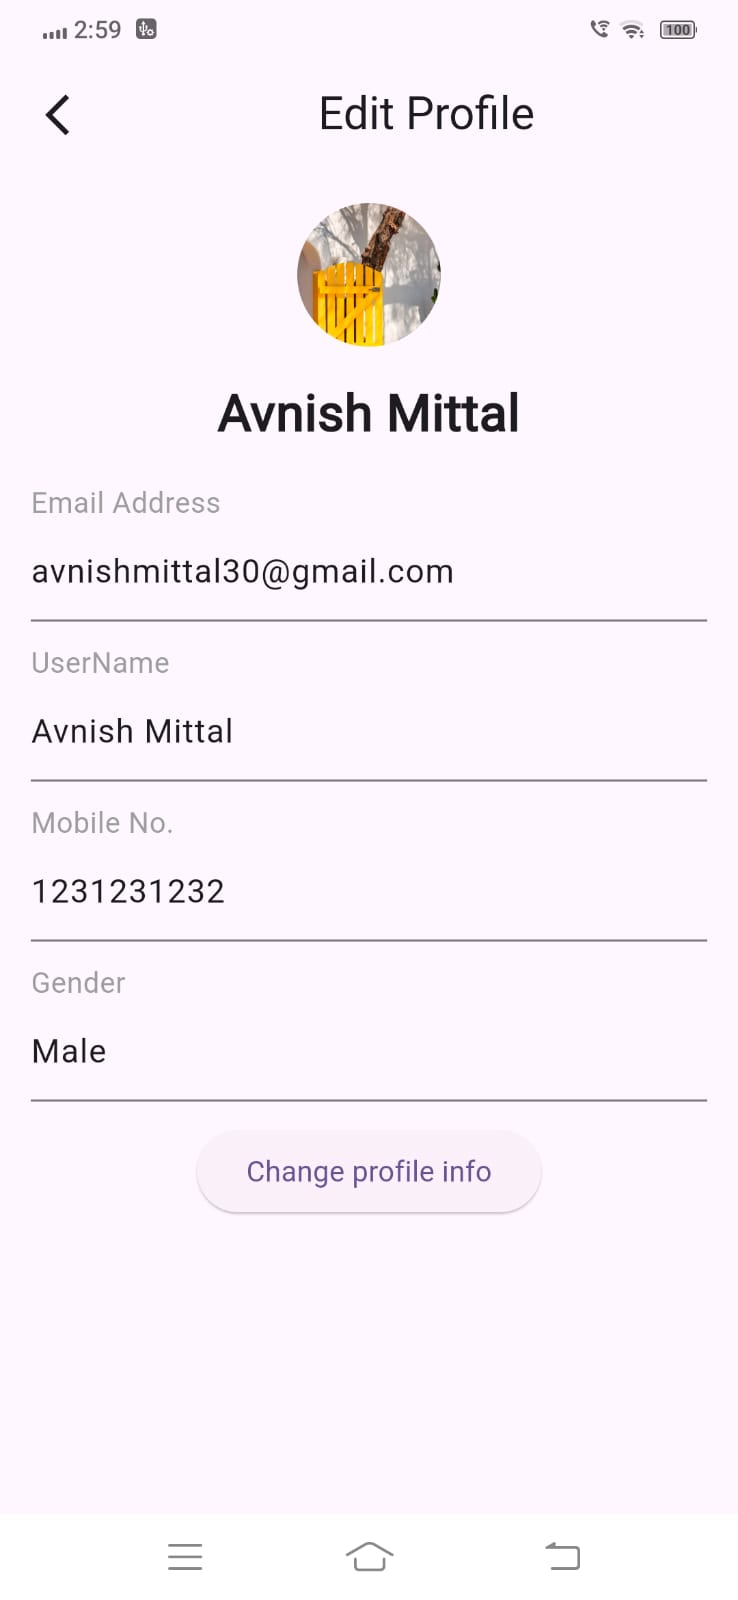 2:59
100
Edit Profile
Avnish Mittal
Email Address
avnishmittal30@gmail.com
UserName
Avnish Mittal
Mobile No.
1231231232
Gender
Male
Change profile info